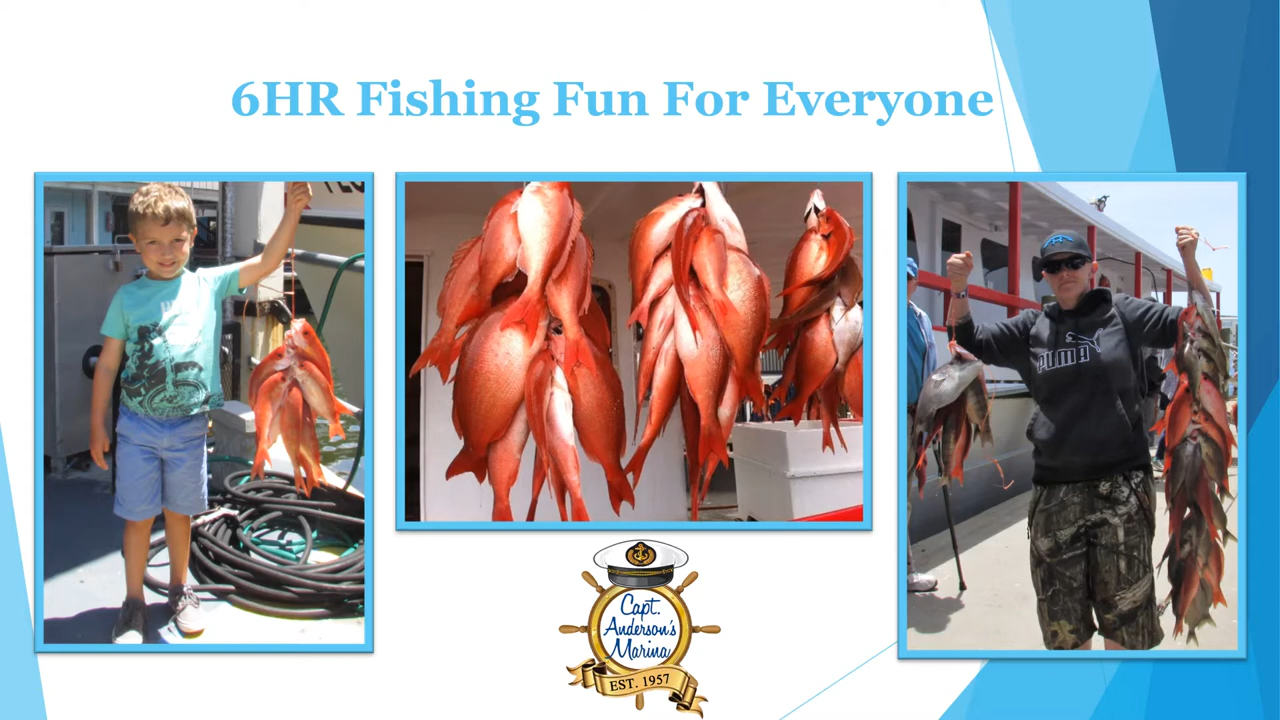 6HR Fishing Fun For Everyone
PUMA
Capt.
Anderson's
Marina
EST. 1957